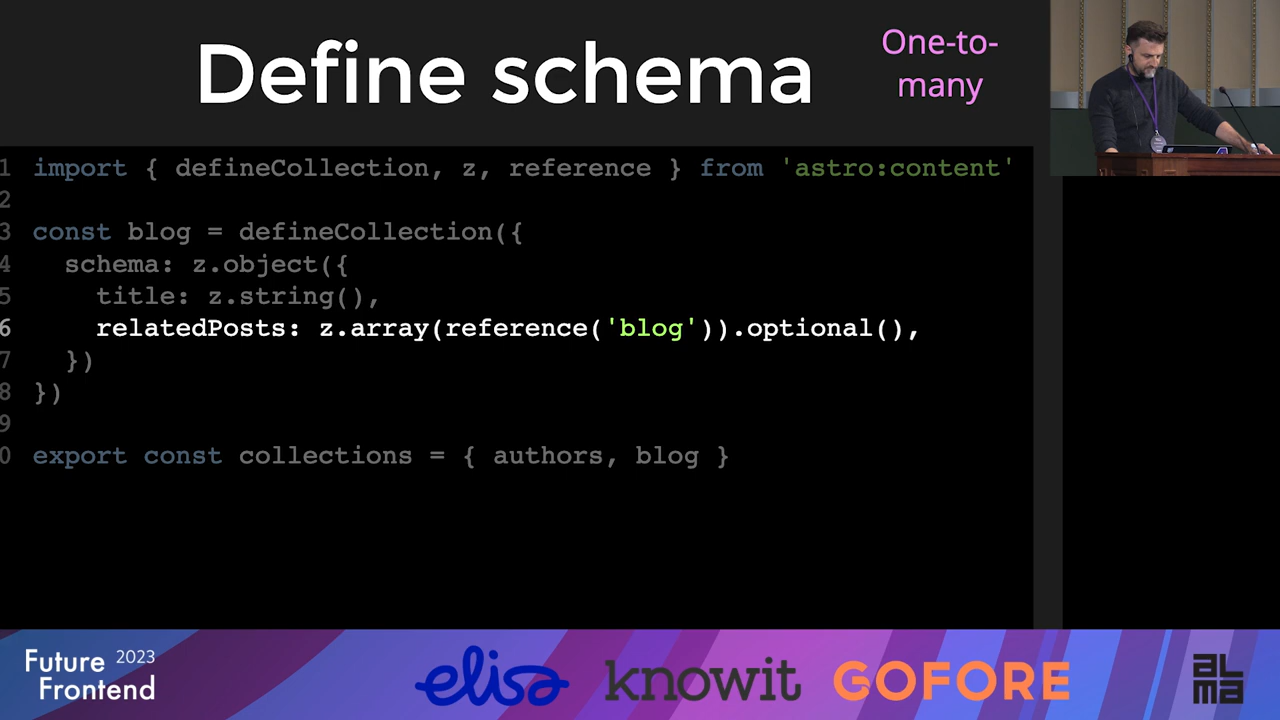 Define schema
One-to-
many
1 import { defineCollection, z, reference } from 'astro:content'
2
3 const blog = defineCollection({
4   schema: z.object({
5     title: z.string(),
6     relatedPosts: z.array(reference('blog')).optional(),
7   })
8 })
9
0 export const collections = { authors, blog }
Future 2023
Frontend
elisa
knowit
GOFORE
aL
ma